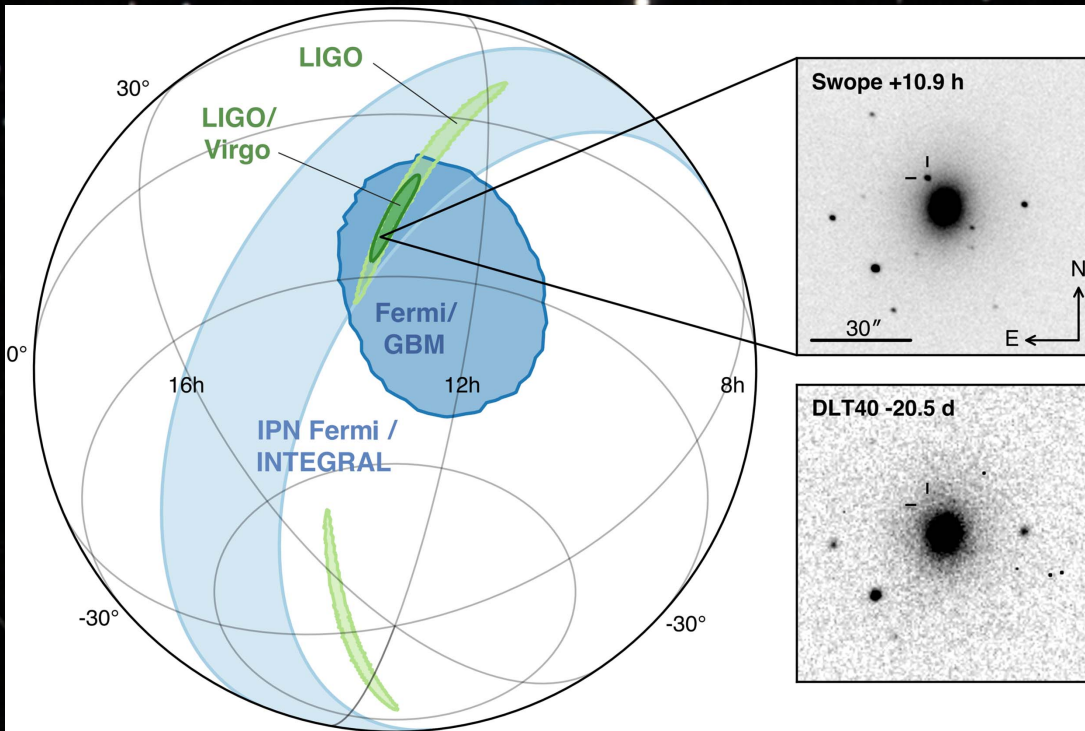 LIGO
30°
LIGO/
Virgo
Fermi/
GBM
0°
16h
12h
8h
IPN Fermi /
INTEGRAL
-30°
-30°
Swope +10.9 h
N
30″
E
DLT40 -20.5 d